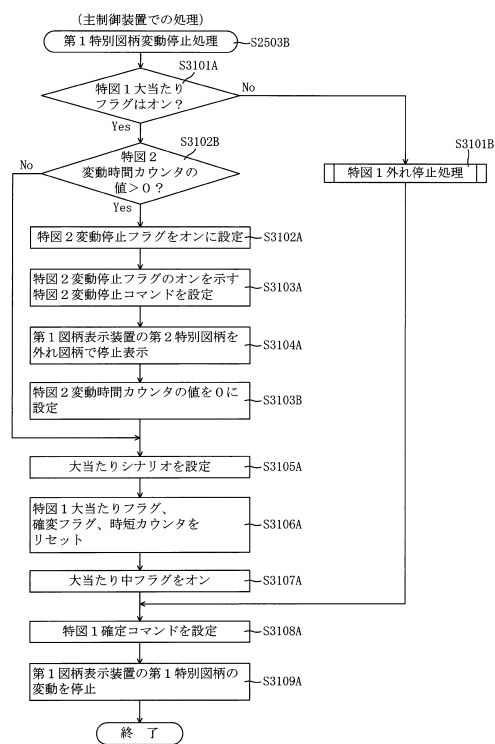 (主制御装置での処理)
第1特別図柄変動停止処理
S2503B
S3101A
特図1大当たり
フラグはオン?
No
Yes
S3102B
特図2
変動時間カウンタの
値>0?
No
Yes
S3101B
特図1外れ停止処理
特図2変動停止フラグをオンに設定
S3102A
特図2変動停止フラグのオンを示す
特図2変動停止コマンドを設定
S3103A
第1図柄表示装置の第2特別図柄を
外れ図柄で停止表示
S3104A
特図2変動時間カウンタの値を0に
設定
S3103B
大当たりシナリオを設定
S3105A
特図1大当たりフラグ、
確変フラグ、時短カウンタを
リセット
S3106A
大当たり中フラグをオン
S3107A
特図1確定コマンドを設定
S3108A
第1図柄表示装置の第1特別図柄の
変動を停止
S3109A
終 了